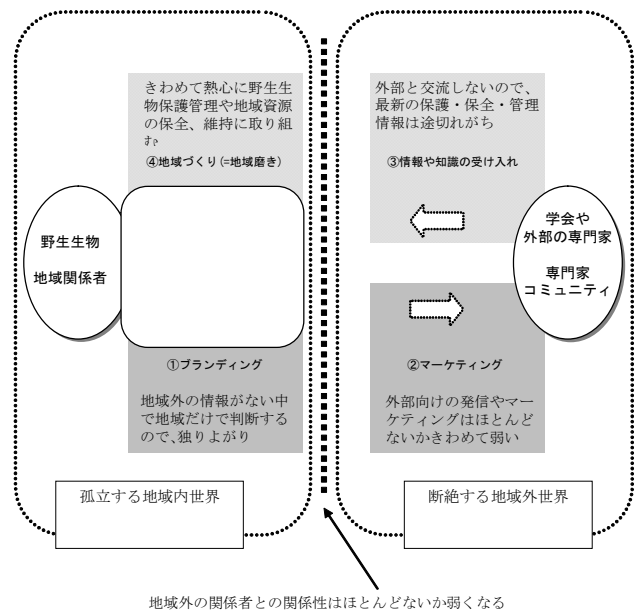 きわめて熱心に野生生
物保護管理や地域資源
の保全、維持に取り組
む
④地域づくり(=地域磨き)
野生生物
地域関係者
①ブランディング
地域外の情報がない中
で地域だけで判断する
ので、独りよがり
孤立する地域内世界
外部と交流しないので、
最新の保護・保全・管理
情報は途切れがち
③情報や知識の受け入れ
学会や
外部の専門家
専門家
コミュニティ
②マーケティング
外部向けの発信やマー
ケティングはほとんど
ないかきわめて弱い
断絶する地域外世界
地域外の関係者との関係性はほとんどないか弱くなる